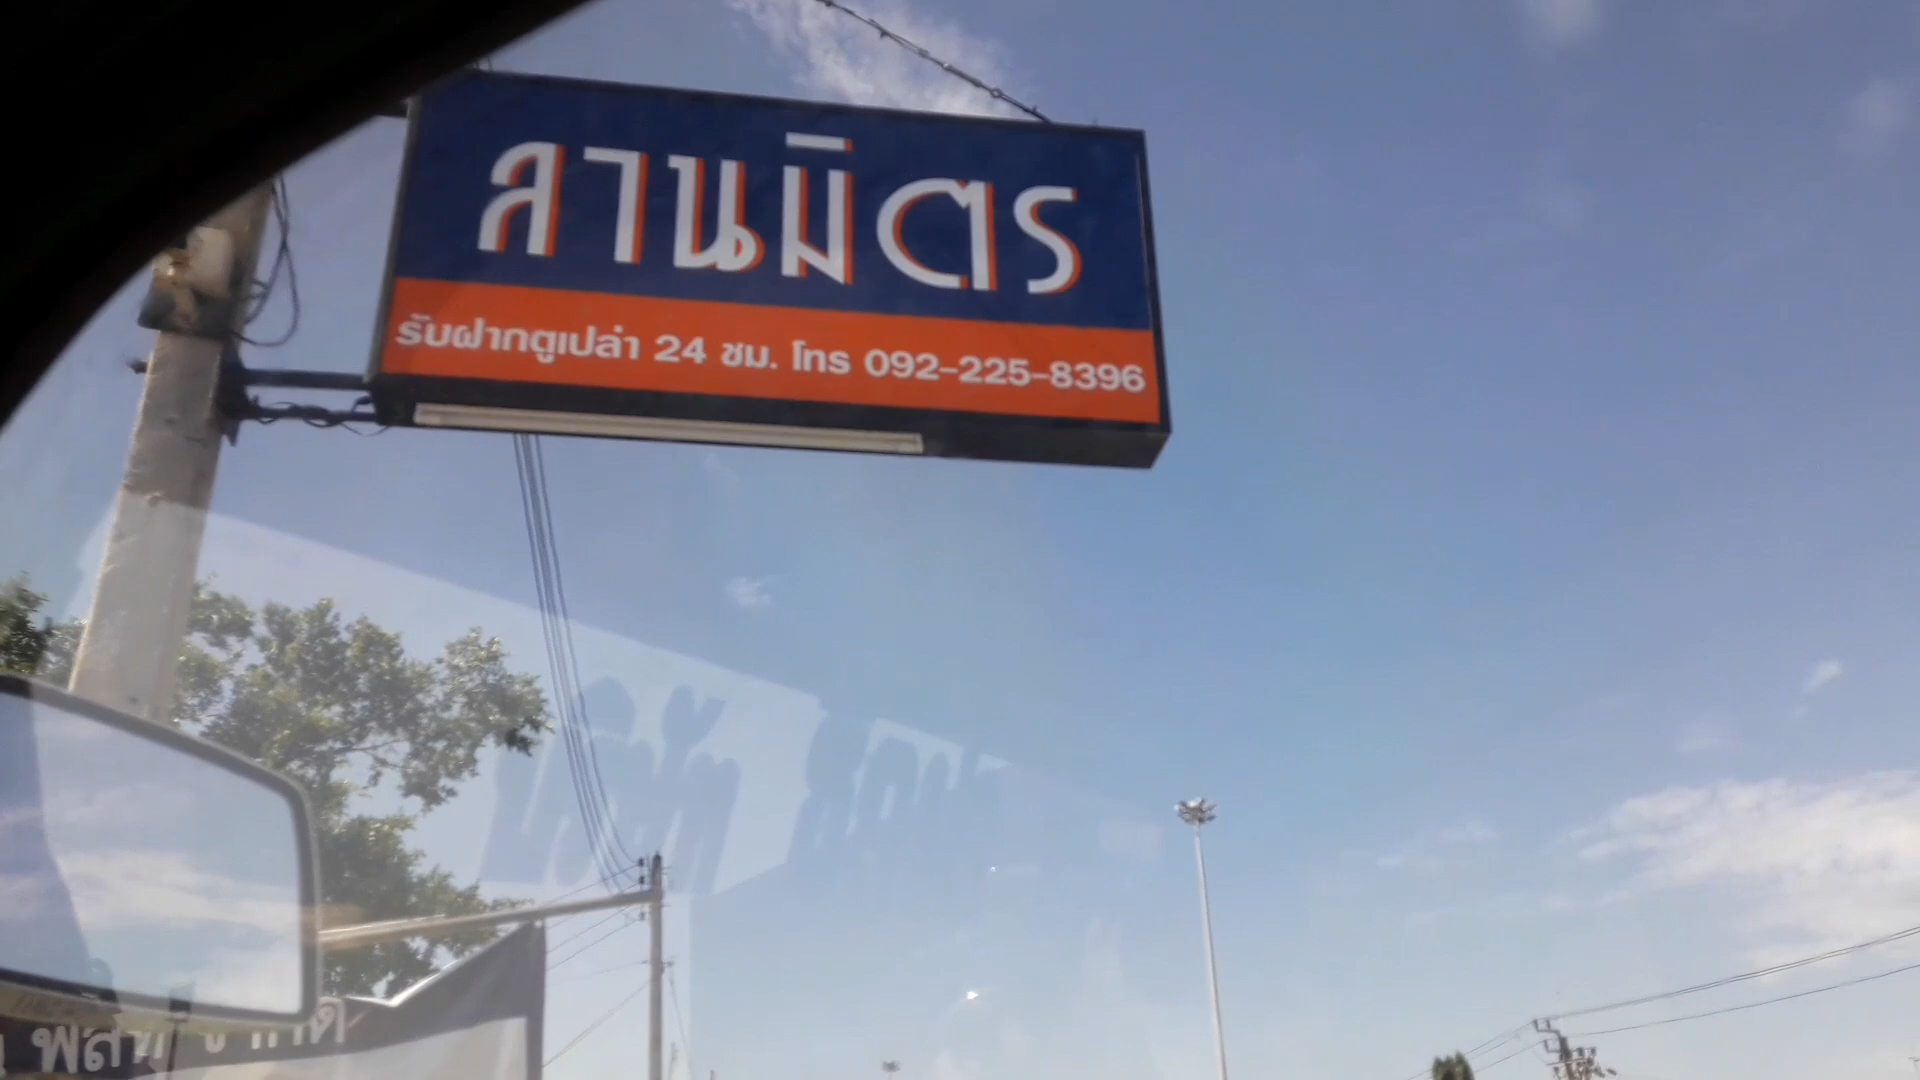 สานมิตร
รับฝากตู้เปล่า 24 ชม. โทร 092-225-8396